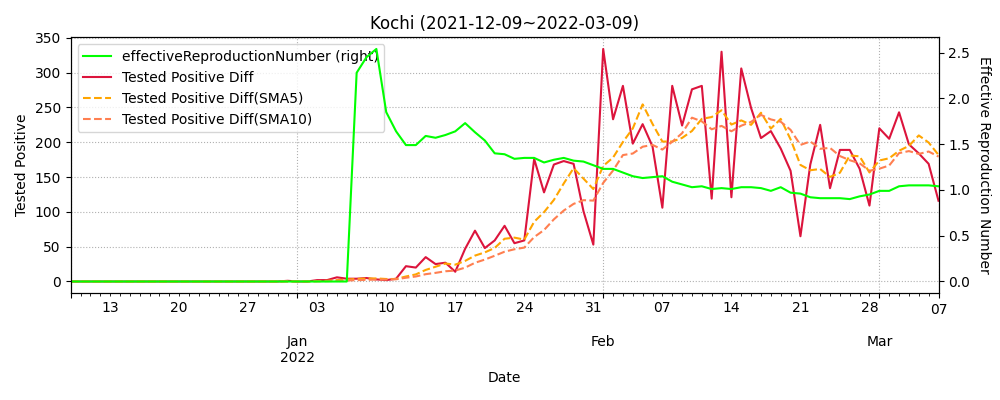 Kochi (2021-12-09~2022-03-09)
effectiveReproductionNumber (right)
Tested Positive Diff
Tested Positive Diff(SMA5)
Tested Positive Diff(SMA10)
Tested Positive
350
300
250
200
150
100
50
0
2.5
2.0
1.5
1.0
0.5
0.0
Effective Reproduction Number
13 20 27 03 10 17 24 31 07 14 21 28 07
Jan Feb Mar
2022
Date